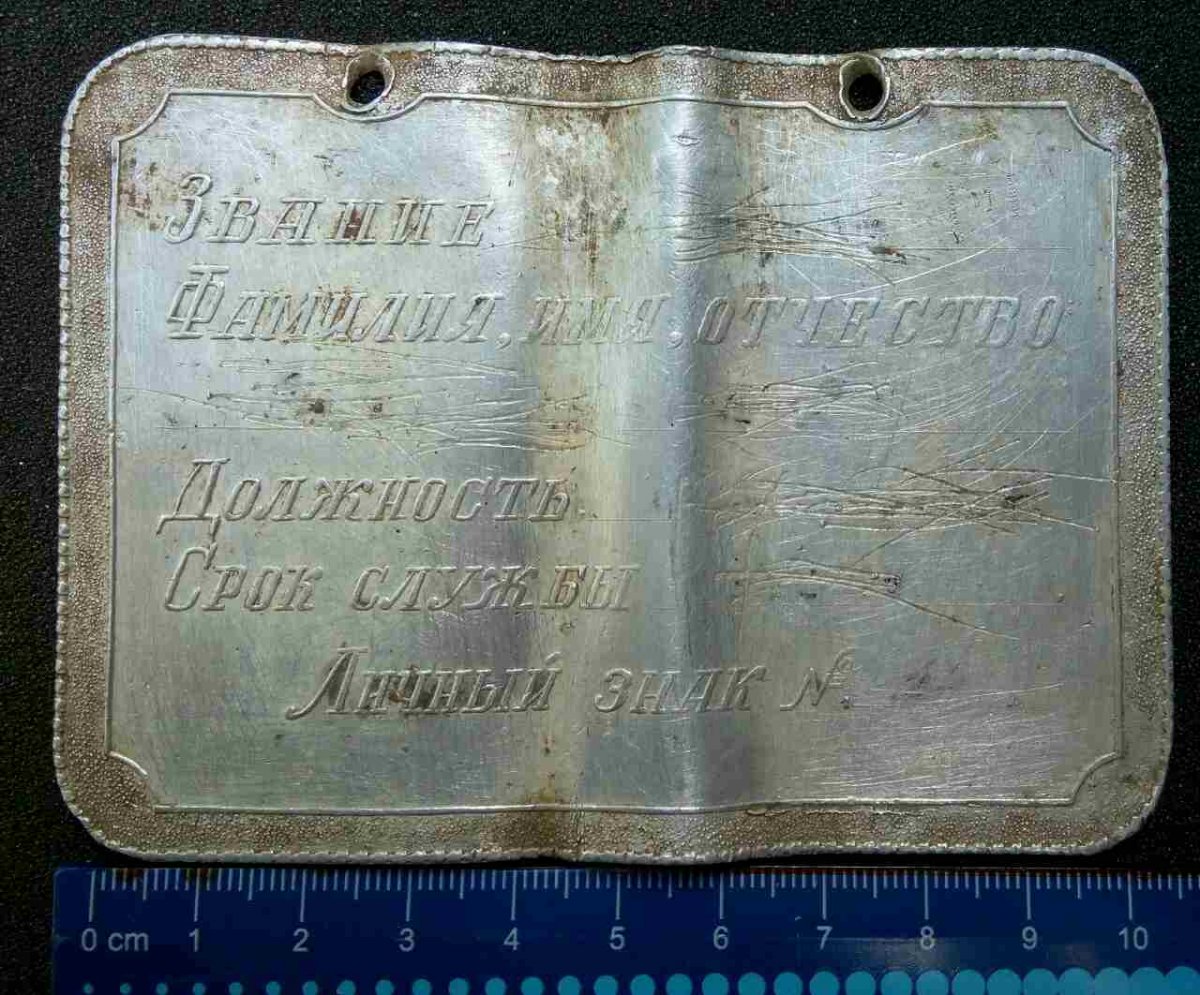 Звание
Фамилия, имя, отчество
Должность
Срок службы
Личный знак №
0 cm 1 2 3 4 5 6 7 8 9 10